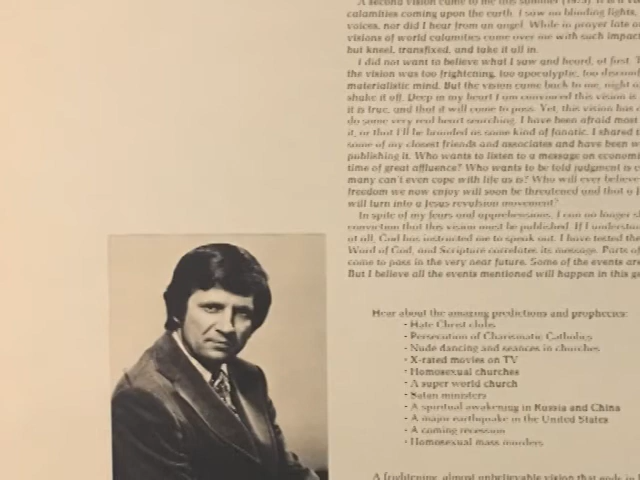 A second vision came to me this summer (1973). It is a
calamities coming upon the earth. I saw no blinding lights,
voices, nor did I hear from an angel. While in prayer late
visions of world calamities come over me with such impact
but kneel, transfixed, and take it all in.
I did not want to believe what I saw and heard, at first.
the vision was too frightening, too apocalyptic, too
materialistic mind. But the vision came back to me, night
shake it off. Deep in my heart I am convinced this vision is
it is true, and that it will come to pass. Yet, this vision has
do some very real heart searching. I have been afraid most
it, or that I'll be branded as some kind of fanatic. I shared
some of my closest friends and associates and have been
publishing it. Who wants to listen to a message on
time of great affluence? Who wants to be told judgment is
many can't even cope with life as is? Who will ever believe
freedom we now enjoy will soon be threatened and that a
will turn into a Jesus revulsion movement?
In spite of my fears and apprehensions, I can no longer
conviction that this vision must be published. If I
at all, God has instructed me to speak out. I have tested the
Word of God, and Scripture correlates its message. Parts of
come to pass in the very near future. Some of the events are
But I believe all the events mentioned will happen in this
Hear about the amazing predictions and prophecies:
- Hate Christ clubs
- Persecution of Charismatic Catholics
- Nude dancing and seances in churches
- X-rated movies on TV
- Homosexual churches
- A super world church
- Satan ministers
- A spiritual awakening in Russia and China
- A major earthquake in the United States
- A coming recession
- Homosexual mass murders
A frightening, almost unbelievable vision that ends in